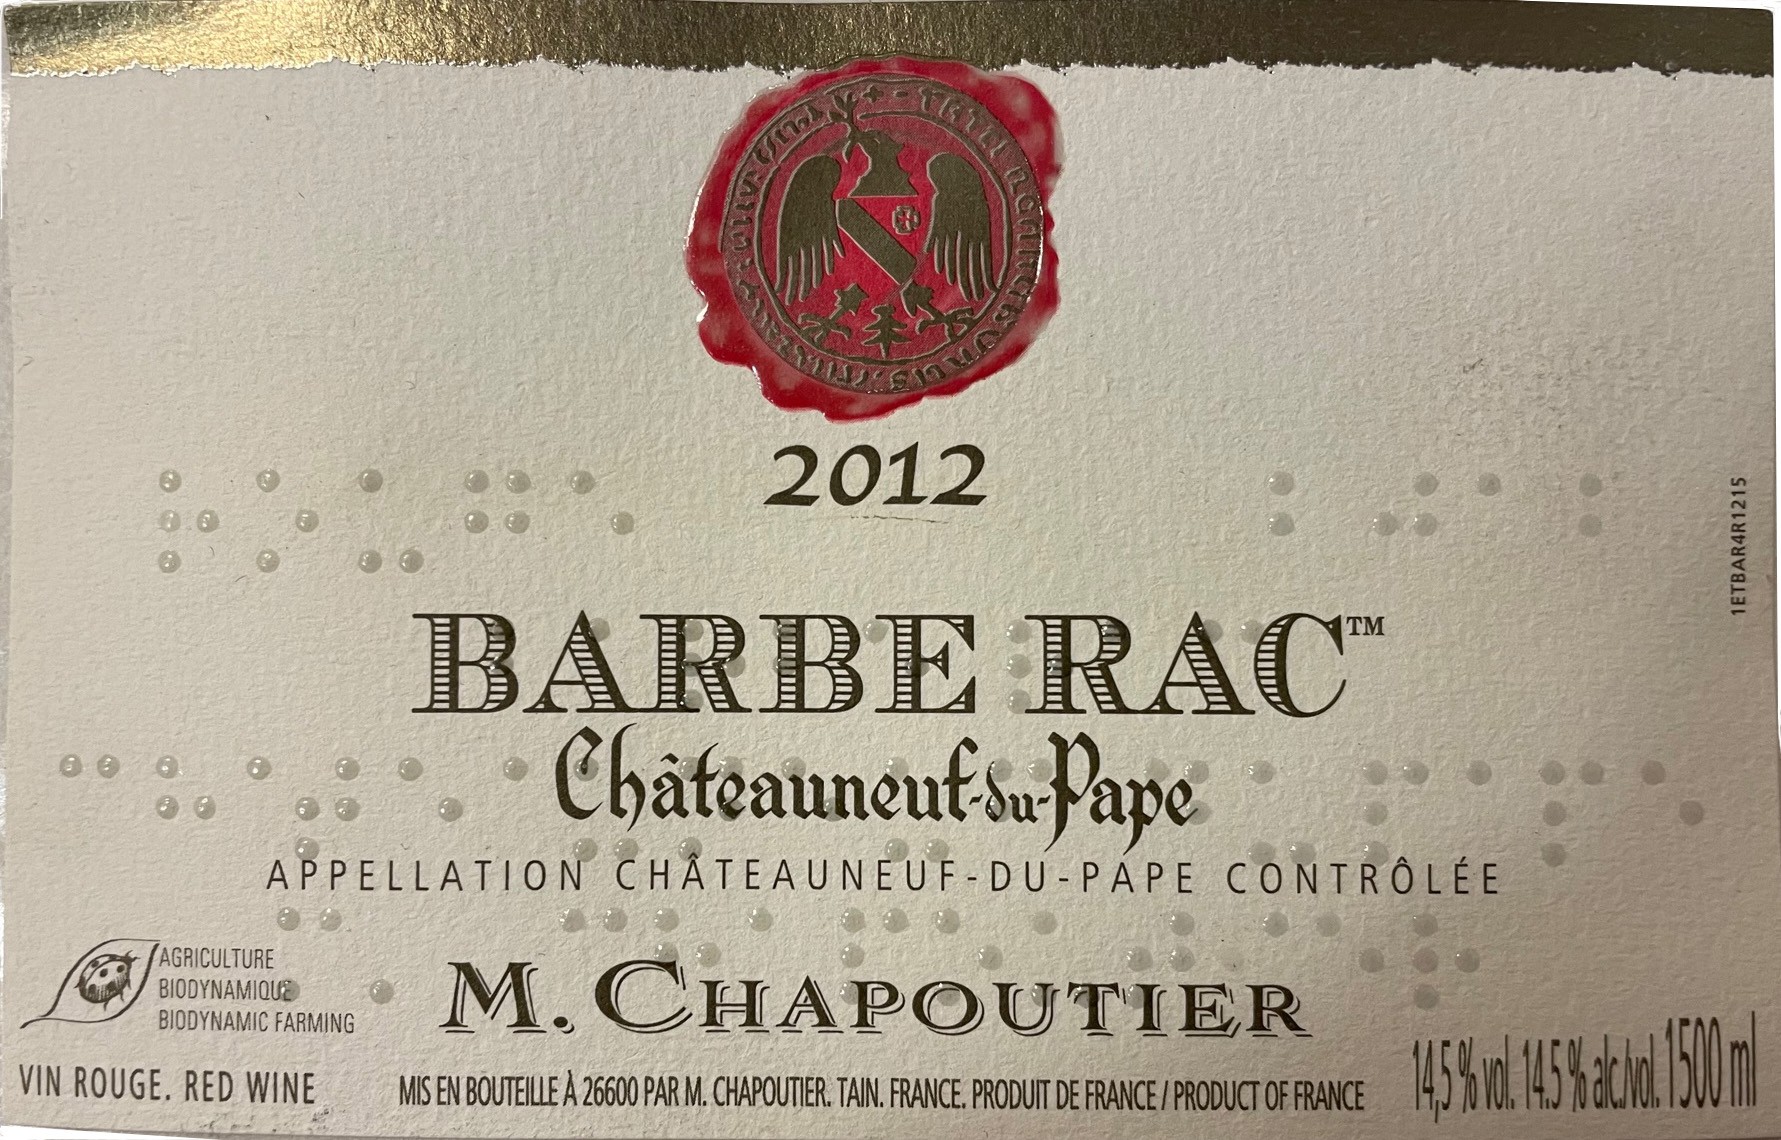 2012
BARBE RAC™
Châteauneuf-du-Pape
APPELLATION CHÂTEAUNEUF-DU-PAPE CONTRÔLÉE
AGRICULTURE
BIODYNAMIQUE
BIODYNAMIC FARMING
M. CHAPOUTIER
VIN ROUGE. RED WINE
MIS EN BOUTEILLE À 26600 PAR M. CHAPOUTIER. TAIN. FRANCE. PRODUIT DE FRANCE / PRODUCT OF FRANCE
14,5 % vol. 14.5 % alc./vol. 1500 ml
1ETBAR4R1215